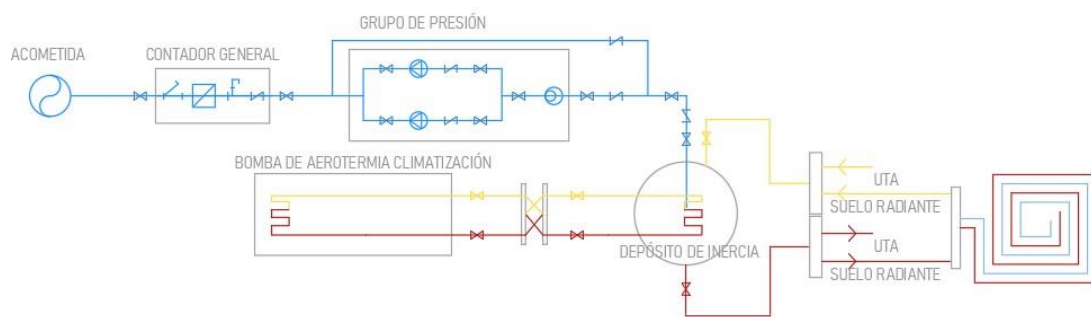 GRUPO DE PRESIÓN
ACOMETIDA
CONTADOR GENERAL
BOMBA DE AEROTERMIA CLIMATIZACIÓN
UTA
SUELO RADIANTE
DEPÓSITO DE INERCIA
UTA
SUELO RADIANTE